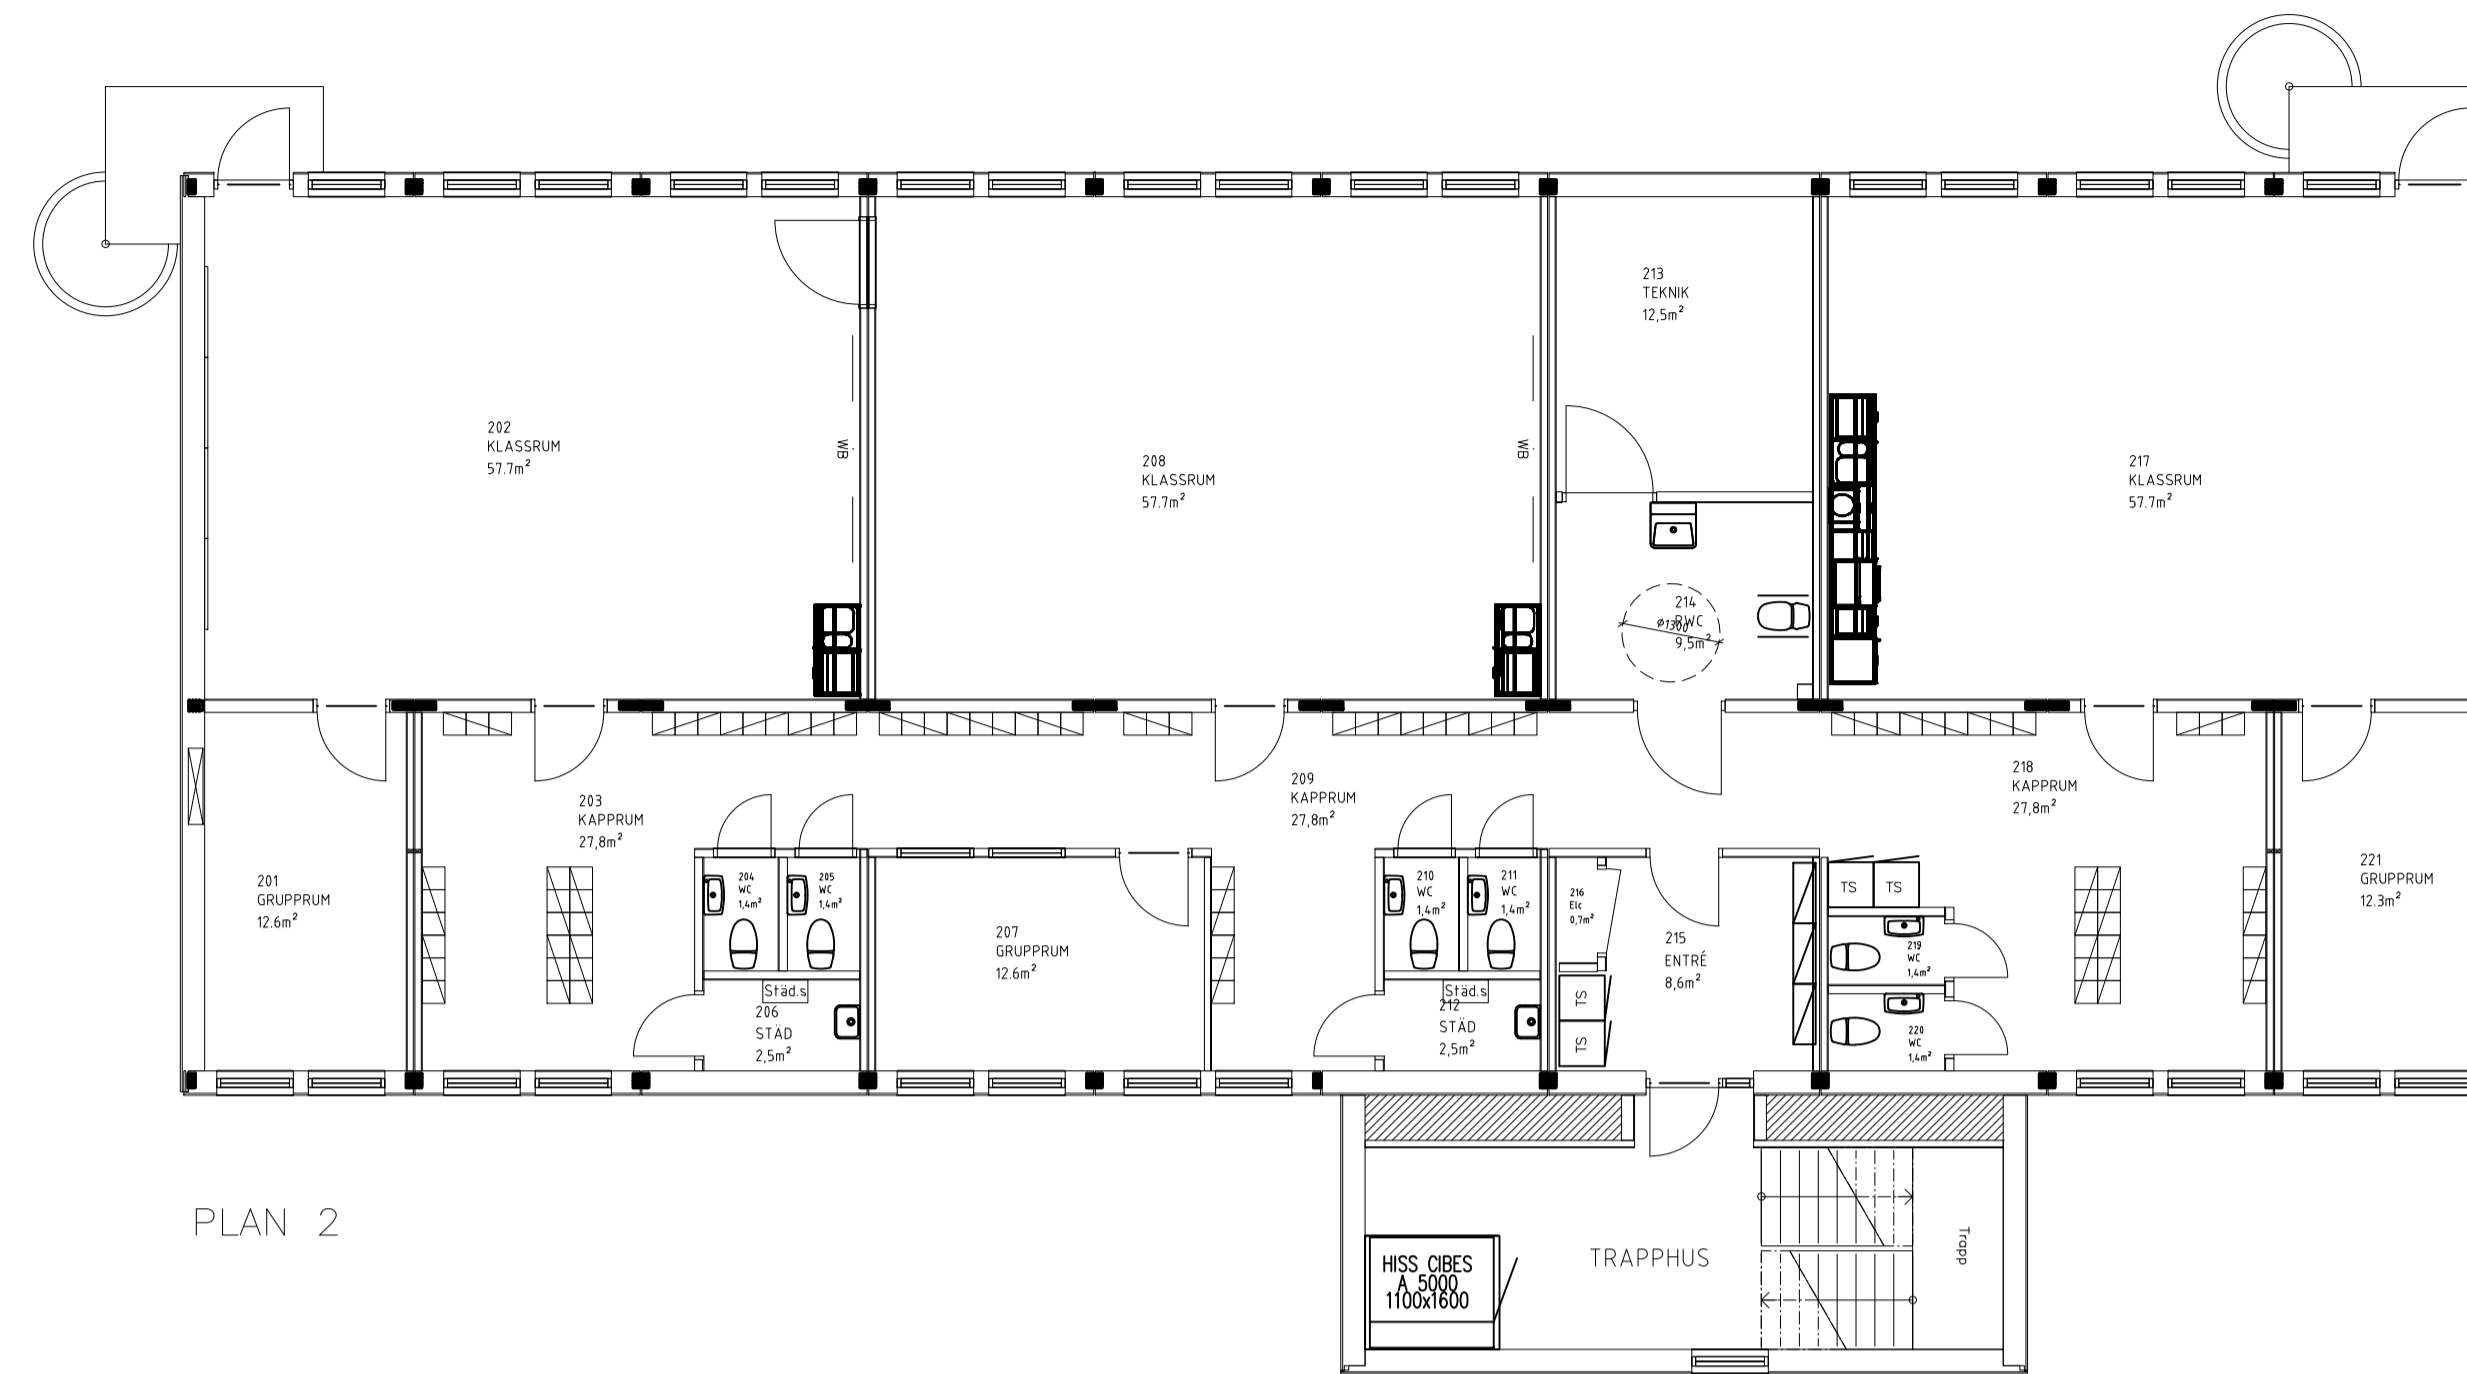 202
KLASSRUM
57.7m²
WB
208
KLASSRUM
57.7m²
WB
213
TEKNIK
12,5m²
214
RWC
9,5m²
ø1300
217
KLASSRUM
57.7m²
201
GRUPPRUM
12.6m²
203
KAPPRUM
27,8m²
204
WC
1,4m²
205
WC
1,4m²
Städ.s
206
STÄD
2,5m²
207
GRUPPRUM
12.6m²
209
KAPPRUM
27,8m²
210
WC
1,4m²
211
WC
1,4m²
Städ.s
212
STÄD
2,5m²
216
Elc
0,7m²
TS
TS
215
ENTRÉ
8,6m²
TS TS
218
KAPPRUM
27,8m²
219
WC
1,4m²
220
WC
1,4m²
221
GRUPPRUM
12.3m²
PLAN 2
HISS CIBES
A 5000
1100x1600
TRAPPHUS
Trapp